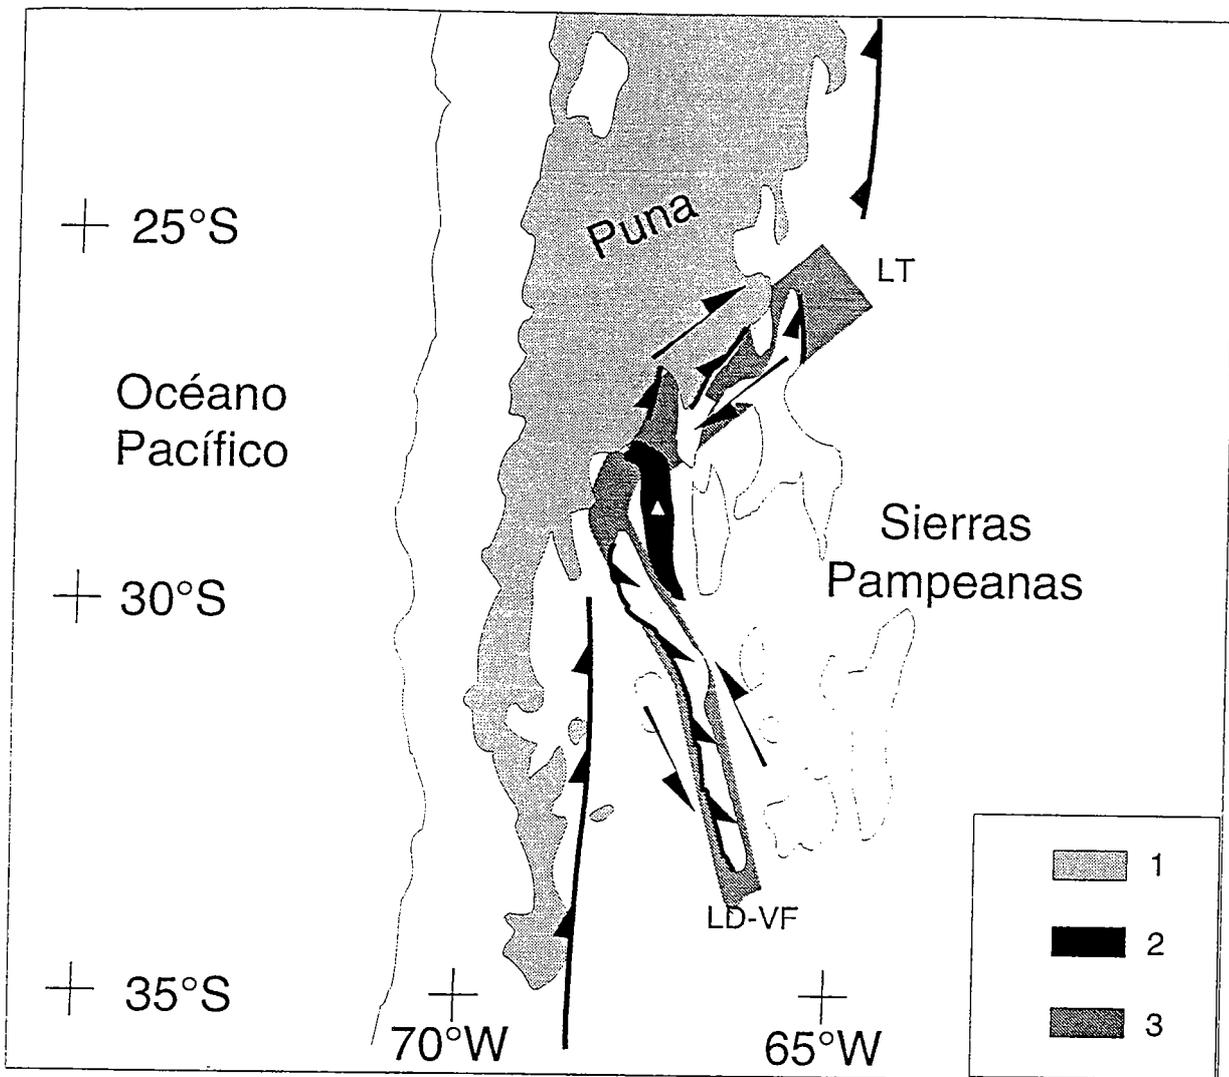 25°S
Puna
LT
Océano
Pacífico
Sierras
Pampeanas
30°S
LD-VF
35°S
70°W
65°W
1
2
3